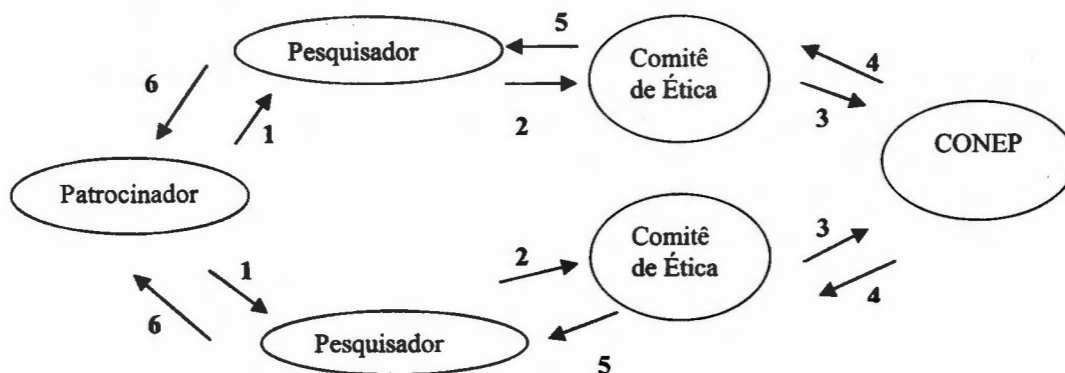 5
Pesquisador
Comitê
de Ética
4
6
1
2
3
CONEP
Patrocinador
Comitê
de Ética
3
2
1
4
6
Pesquisador
5